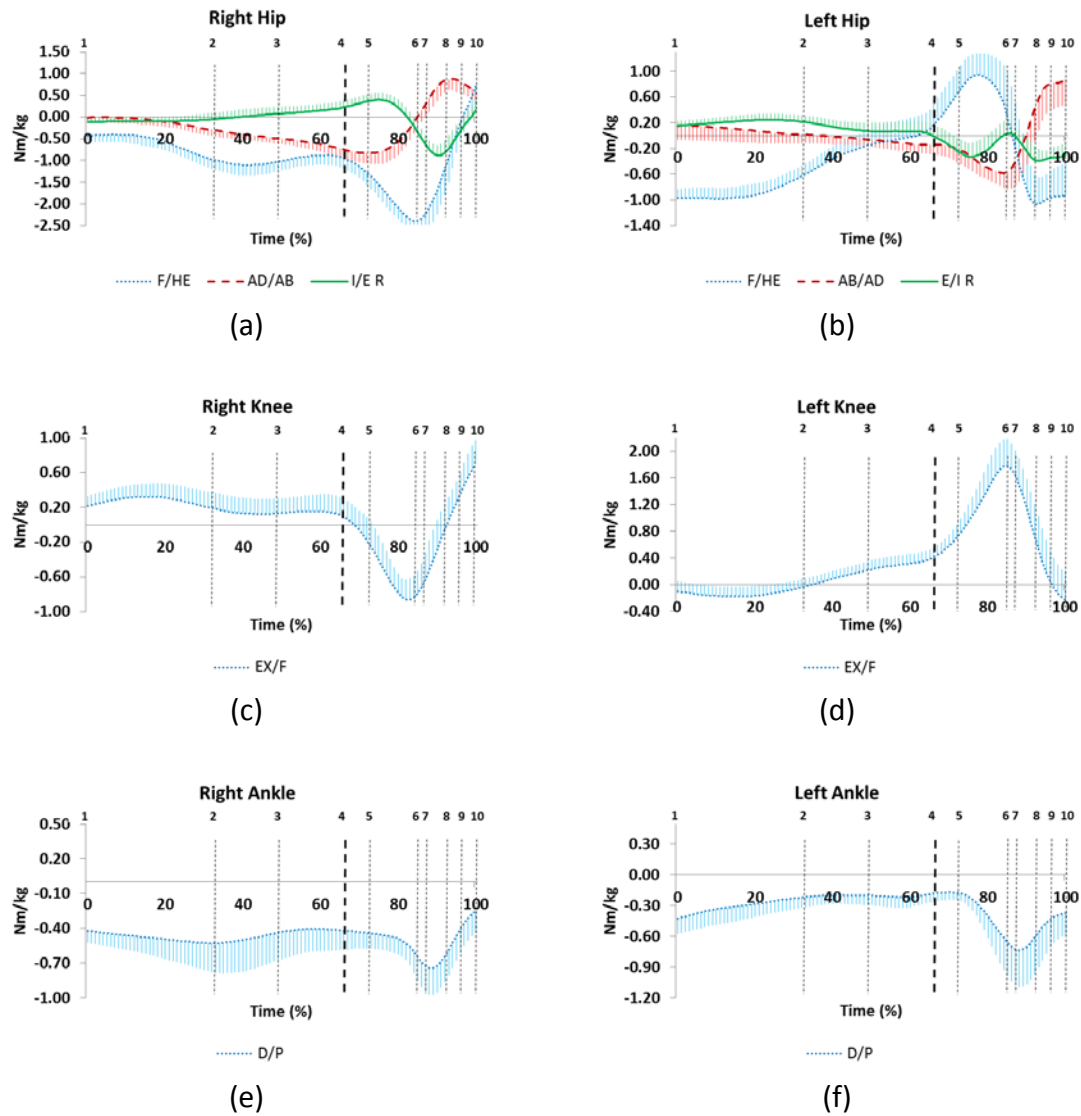 Right Hip
1 2 3 4 5 6 7 8 9 10
1.50
1.00
0.50
0.00
-0.50
-1.00
-1.50
-2.00
-2.50
Nm/kg
0 20 40 60 80 100
Time (%)
F/HE AD/AB I/E R
(a)
Left Hip
1 2 3 4 5 6 7 8 9 10
1.00
0.60
0.20
-0.20
-0.60
-1.00
-1.40
Nm/kg
0 20 40 60 80 100
Time (%)
F/HE AB/AD E/I R
(b)
Right Knee
1 2 3 4 5 6 7 8 9 10
1.00
0.60
0.20
-0.20
-0.60
-1.00
Nm/kg
0 20 40 60 80 100
Time (%)
EX/F
(c)
Left Knee
1 2 3 4 5 6 7 8 9 10
2.00
1.60
1.20
0.80
0.40
0.00
-0.40
Nm/kg
0 20 40 60 80 100
Time (%)
EX/F
(d)
Right Ankle
1 2 3 4 5 6 7 8 9 10
0.50
0.20
-0.10
-0.40
-0.70
-1.00
Nm/kg
0 20 40 60 80 100
Time (%)
D/P
(e)
Left Ankle
1 2 3 4 5 6 7 8 9 10
0.30
0.00
-0.30
-0.60
-0.90
-1.20
Nm/kg
0 20 40 60 80 100
Time (%)
D/P
(f)